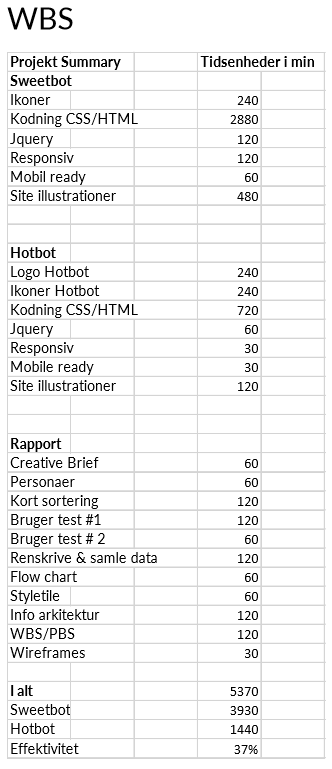 WBS
Projekt Summary Tidsenheder i min
Sweetbot
Ikoner 240
Kodning CSS/HTML 2880
Jquery 120
Responsiv 120
Mobil ready 60
Site illustrationer 480
Hotbot
Logo Hotbot 240
Ikoner Hotbot 240
Kodning CSS/HTML 720
Jquery 60
Responsiv 30
Mobile ready 30
Site illustrationer 120
Rapport
Creative Brief 60
Personaer 60
Kort sortering 120
Bruger test #1 120
Bruger test # 2 60
Renskrive & samle data 120
Flow chart 60
Styletile 60
Info arkitektur 120
WBS/PBS 120
Wireframes 30
I alt 5370
Sweetbot 3930
Hotbot 1440
Effektivitet 37%